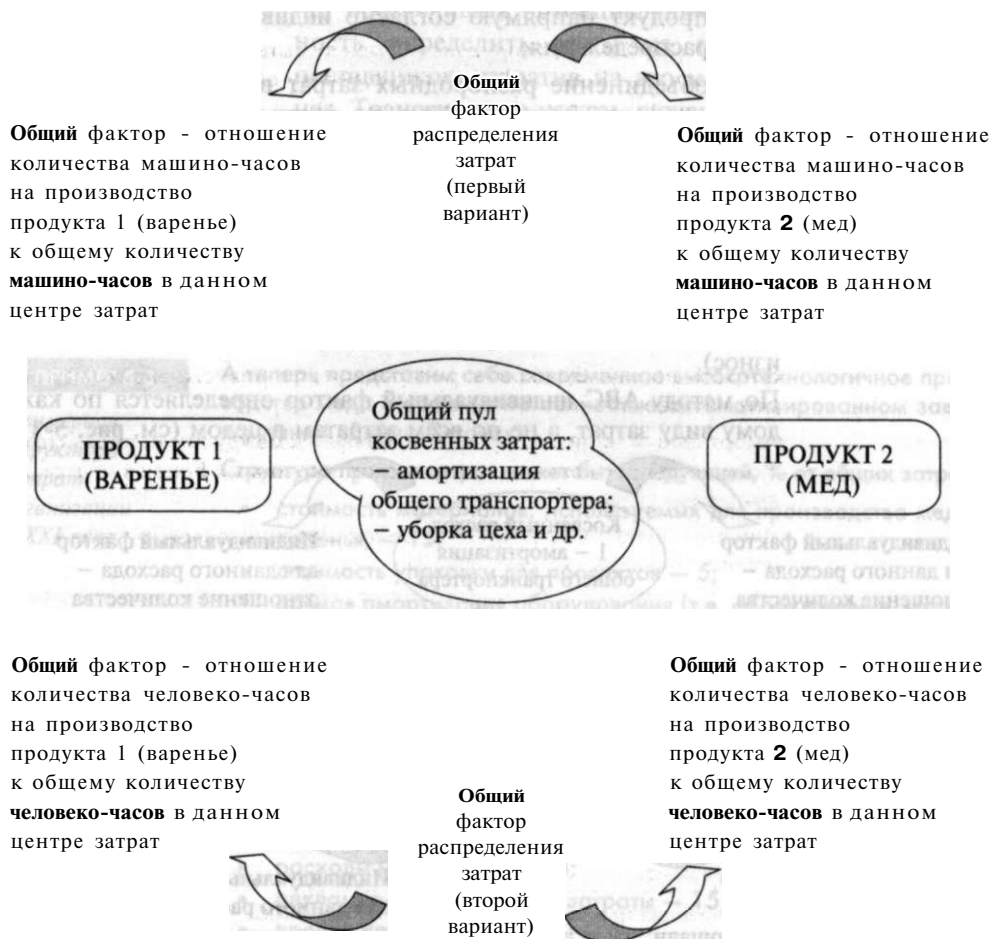 Общий
фактор
распределения
затрат
(первый
вариант)
Общий фактор - отношение
количества машино-часов
на производство
продукта 1 (варенье)
к общему количеству
машино-часов в данном
центре затрат
Общий фактор - отношение
количества машино-часов
на производство
продукта 2 (мед)
к общему количеству
машино-часов в данном
центре затрат
ПРОДУКТ 1
(ВАРЕНЬЕ)
Общий пул
косвенных затрат:
– амортизация
общего транспортера;
– уборка цеха и др.
ПРОДУКТ 2
(МЕД)
Общий фактор - отношение
количества человеко-часов
на производство
продукта 1 (варенье)
к общему количеству
человеко-часов в данном
центре затрат
Общий фактор - отношение
количества человеко-часов
на производство
продукта 2 (мед)
к общему количеству
человеко-часов в данном
центре затрат
Общий
фактор
распределения
затрат
(второй
вариант)